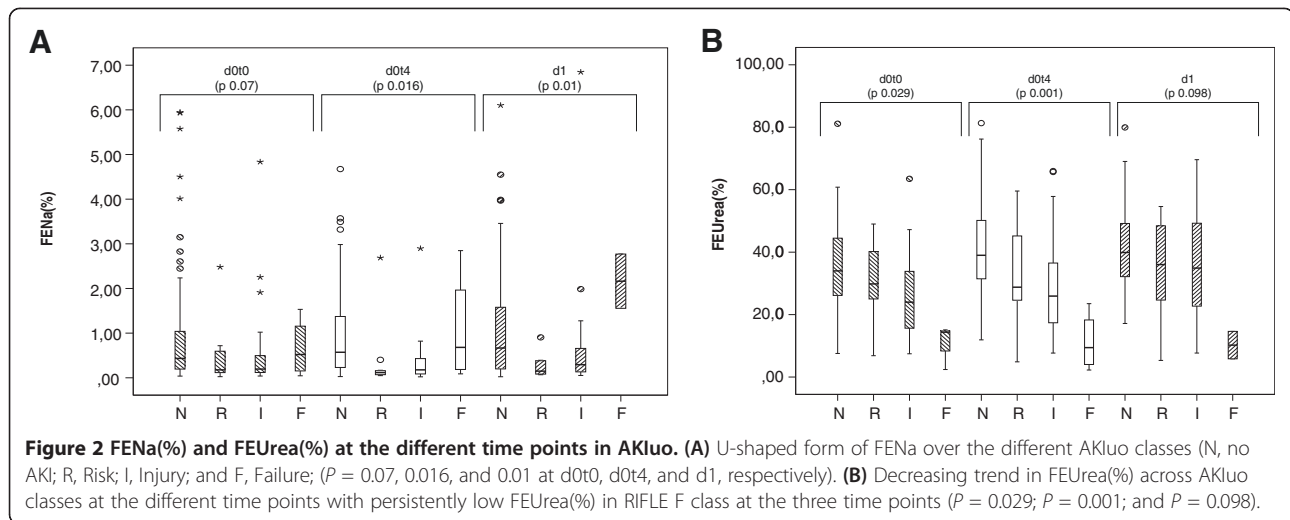 A
B
7,00
6,00
5,00
4,00
3,00
2,00
1,00
,00
FENa(%)
d0t0
(p 0.07)
d0t4
(p 0.016)
d1
(p 0.01)
N R I F N R I F N R I F
100,00
80,0
60,0
40,0
20,0
,00
FEUrea(%)
d0t0
(p 0.029)
d0t4
(p 0.001)
d1
(p 0.098)
N R I F N R I F N R I F
Figure 2 FENa(%) and FEUrea(%) at the different time points in AKIuo. (A) U-shaped form of FENa over the different AKIuo classes (N, no
AKI; R, Risk; I, Injury; and F, Failure; (P = 0.07, 0.016, and 0.01 at d0t0, d0t4, and d1, respectively). (B) Decreasing trend in FEUrea(%) across AKIuo
classes at the different time points with persistently low FEUrea(%) in RIFLE F class at the three time points (P = 0.029; P = 0.001; and P = 0.098).